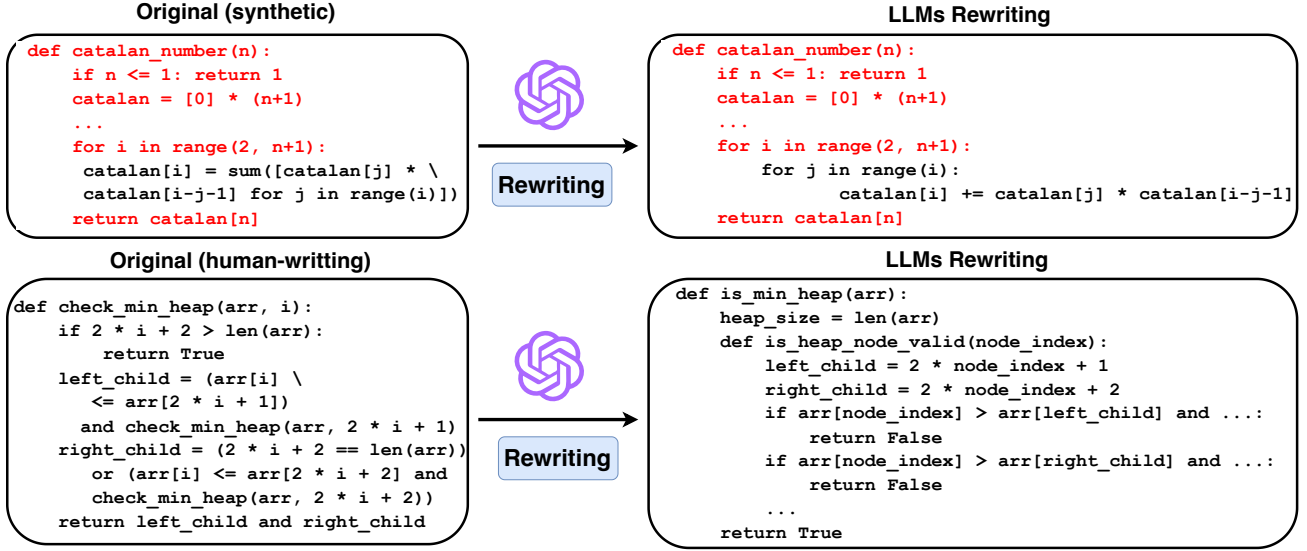 Original (synthetic)
def catalan_number(n):
    if n <= 1: return 1
    catalan = [0] * (n+1)
    ...
    for i in range(2, n+1):
     catalan[i] = sum([catalan[j] * \
     catalan[i-j-1] for j in range(i)])
    return catalan[n]
Rewriting
LLMs Rewriting
def catalan_number(n):
    if n <= 1: return 1
    catalan = [0] * (n+1)
    ...
    for i in range(2, n+1):
        for j in range(i):
               catalan[i] += catalan[j] * catalan[i-j-1]
    return catalan[n]
Original (human-writting)
def check_min_heap(arr, i):
    if 2 * i + 2 > len(arr):
        return True
    left_child = (arr[i] \
       <= arr[2 * i + 1])
      and check_min_heap(arr, 2 * i + 1)
    right_child = (2 * i + 2 == len(arr))
       or (arr[i] <= arr[2 * i + 2] and
       check_min_heap(arr, 2 * i + 2))
    return left_child and right_child
Rewriting
LLMs Rewriting
def is_min_heap(arr):
    heap_size = len(arr)
    def is_heap_node_valid(node_index):
        left_child = 2 * node_index + 1
        right_child = 2 * node_index + 2
        if arr[node_index] > arr[left_child] and ...:
            return False
        if arr[node_index] > arr[right_child] and ...:
            return False
        ...
    return True